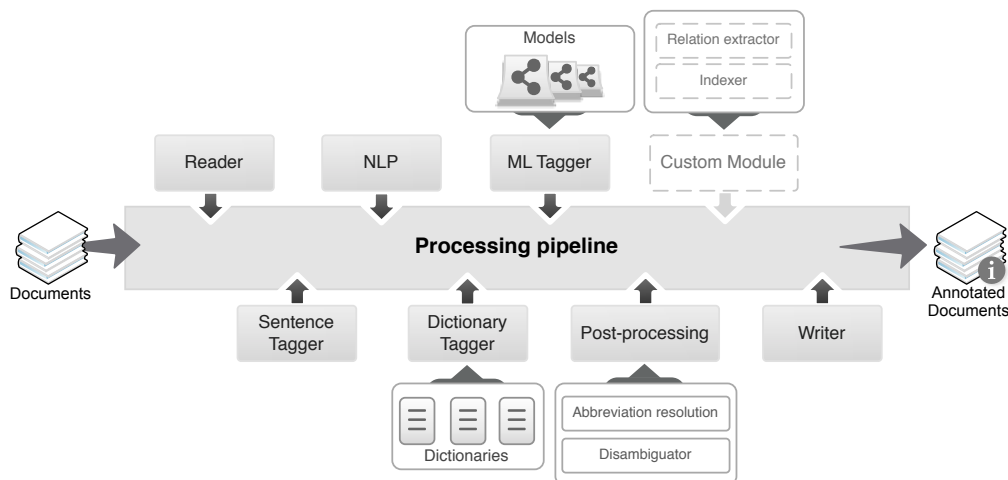 Models
Relation extractor
Indexer
Reader
NLP
ML Tagger
Custom Module
Processing pipeline
Documents
i
Annotated
Documents
Sentence
Tagger
Dictionary
Tagger
Post-processing
Writer
Dictionaries
Abbreviation resolution
Disambiguator